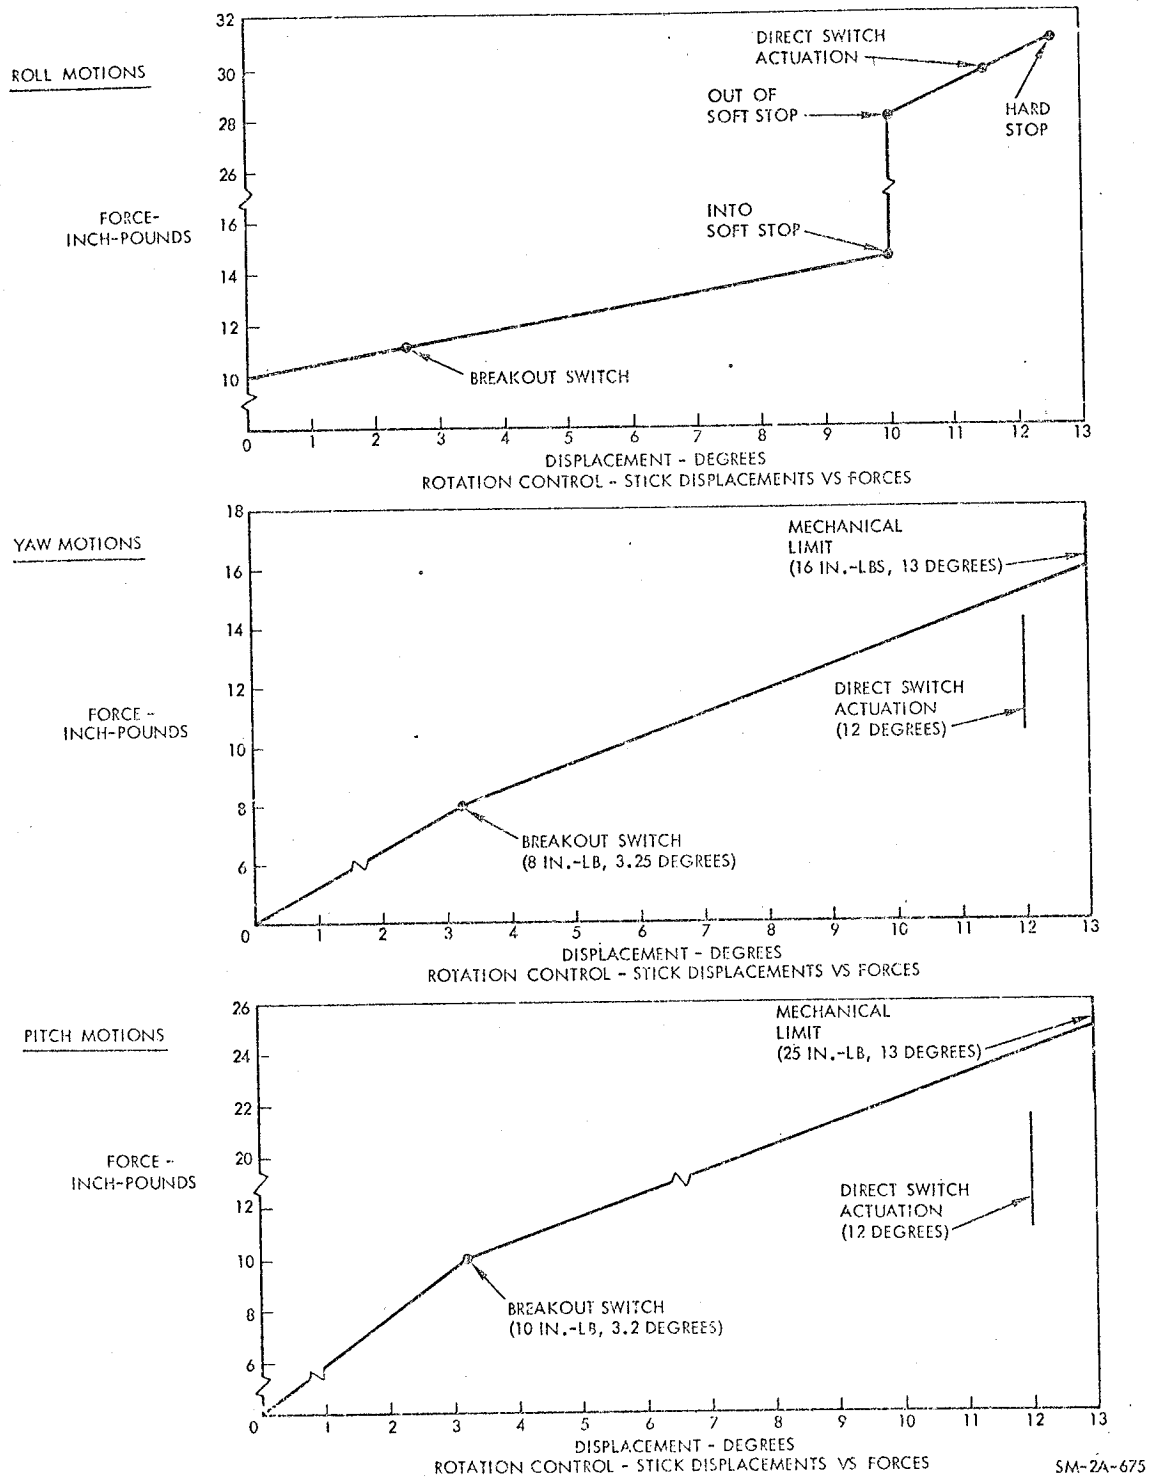 ROLL MOTIONS
FORCE-
INCH-POUNDS
32
30
28
26
16
14
12
10
DIRECT SWITCH
ACTUATION
OUT OF
SOFT STOP
HARD
STOP
INTO
SOFT STOP
BREAKOUT SWITCH
0 1 2 3 4 5 6 7 8 9 10 11 12 13
DISPLACEMENT - DEGREES
ROTATION CONTROL - STICK DISPLACEMENTS VS FORCES
YAW MOTIONS
FORCE -
INCH-POUNDS
18
16
14
12
10
8
6
MECHANICAL
LIMIT
(16 IN.-LBS, 13 DEGREES)
DIRECT SWITCH
ACTUATION
(12 DEGREES)
BREAKOUT SWITCH
(8 IN.-LB, 3.25 DEGREES)
0 1 2 3 4 5 6 7 8 9 10 11 12 13
DISPLACEMENT - DEGREES
ROTATION CONTROL - STICK DISPLACEMENTS VS FORCES
PITCH MOTIONS
FORCE -
INCH-POUNDS
26
24
22
20
12
10
8
6
MECHANICAL
LIMIT
(25 IN.-LB, 13 DEGREES)
DIRECT SWITCH
ACTUATION
(12 DEGREES)
BREAKOUT SWITCH
(10 IN.-LB, 3.2 DEGREES)
0 1 2 3 4 5 6 7 8 9 10 11 12 13
DISPLACEMENT - DEGREES
ROTATION CONTROL - STICK DISPLACEMENTS VS FORCES
SM-2A-675